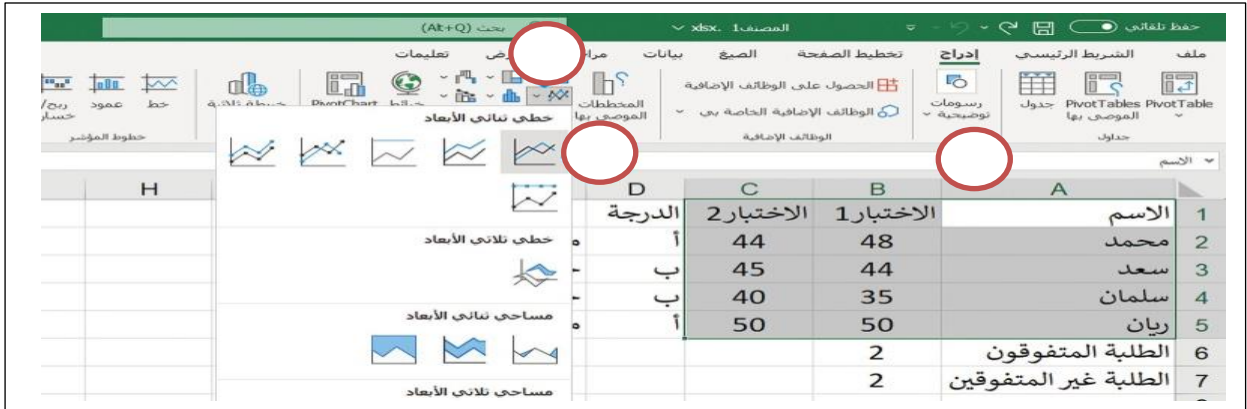 حفظ تلقائي المصنف1 .xlsx بحث (Alt+Q)
ملف الشريط الرئيسي إدراج تخطيط الصفحة الصيغ بيانات تعليمات
PivotTable PivotTables الموصى بها جدول
رسومات توضيحية
الحصول على الوظائف الإضافية
الوظائف الإضافية الخاصة بي
المخططات الموصى بها
خرائط PivotChart
خط عمود ربح/
جداول الوظائف الإضافية خطوط المؤشر
الاسم
خطي ثنائي الأبعاد
خطي ثلاثي الأبعاد
مساحي ثنائي الأبعاد
مساحي ثلاثي الأبعاد
A B C D H
1 الاسم الاختبار1 الاختبار2 الدرجة
2 محمد 48 44 أ
3 سعد 44 45 ب
4 سلمان 35 40 ب
5 ريان 50 50 أ
6 الطلبة المتفوقون 2
7 الطلبة غير المتفوقين 2